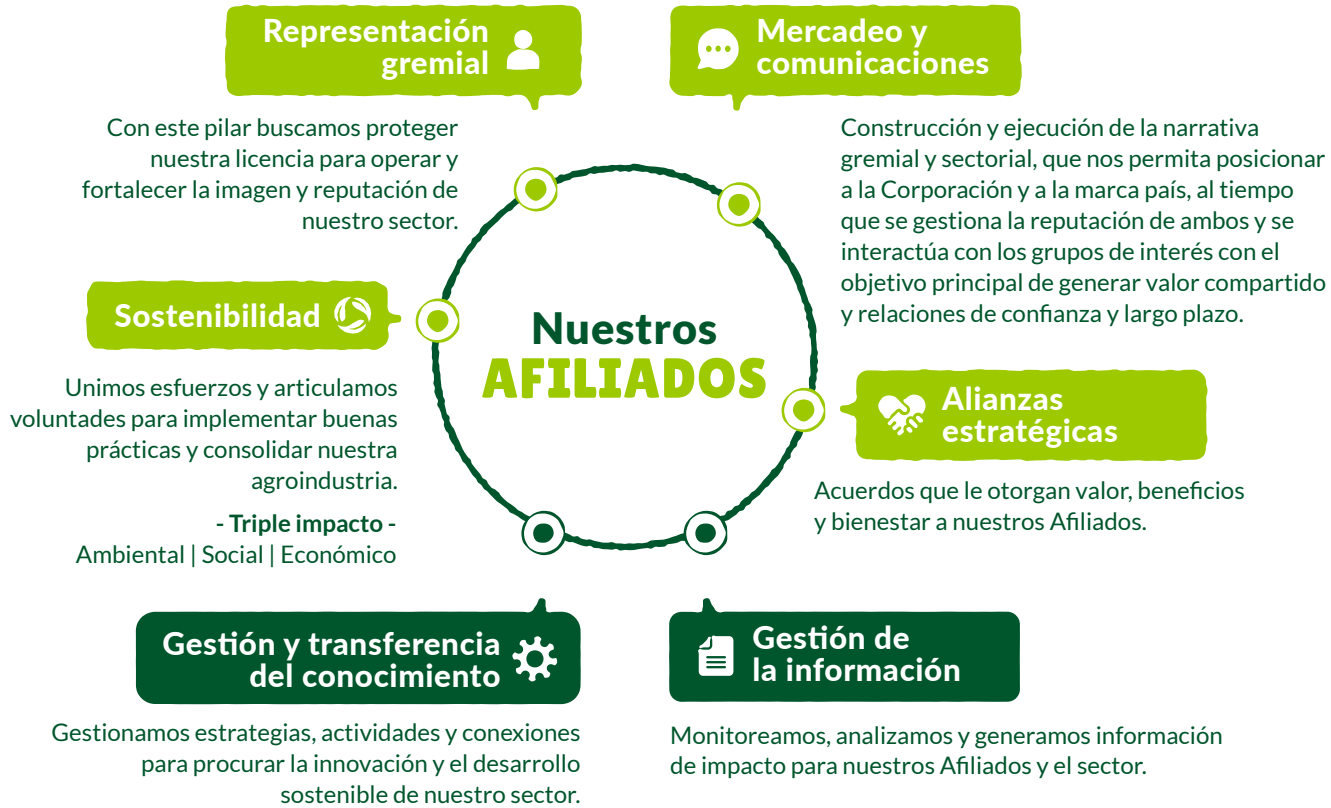 Representación
gremial
Con este pilar buscamos proteger
nuestra licencia para operar y
fortalecer la imagen y reputación de
nuestro sector.
Mercadeo y
comunicaciones
Construcción y ejecución de la narrativa
gremial y sectorial, que nos permita posicionar
a la Corporación y a la marca país, al tiempo
que se gestiona la reputación de ambos y se
interactúa con los grupos de interés con el
objetivo principal de generar valor compartido
y relaciones de confianza y largo plazo.
Sostenibilidad
Unimos esfuerzos y articulamos
voluntades para implementar buenas
prácticas y consolidar nuestra
agroindustria.
- Triple impacto -
Ambiental | Social | Económico
Nuestros
AFILIADOS
Alianzas
estratégicas
Acuerdos que le otorgan valor, beneficios
y bienestar a nuestros Afiliados.
Gestión y transferencia
del conocimiento
Gestionamos estrategias, actividades y conexiones
para procurar la innovación y el desarrollo
sostenible de nuestro sector.
Gestión de
la información
Monitoreamos, analizamos y generamos información
de impacto para nuestros Afiliados y el sector.